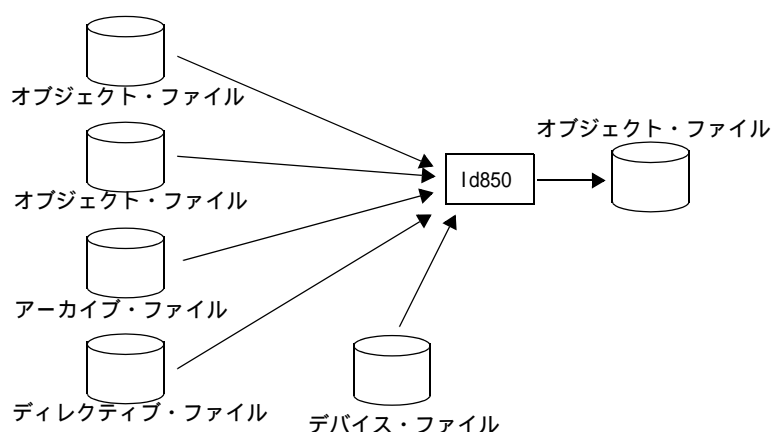 オブジェクト・ファイル
オブジェクト・ファイル
ld850
オブジェクト・ファイル
アーカイブ・ファイル
ディレクティブ・ファイル
デバイス・ファイル